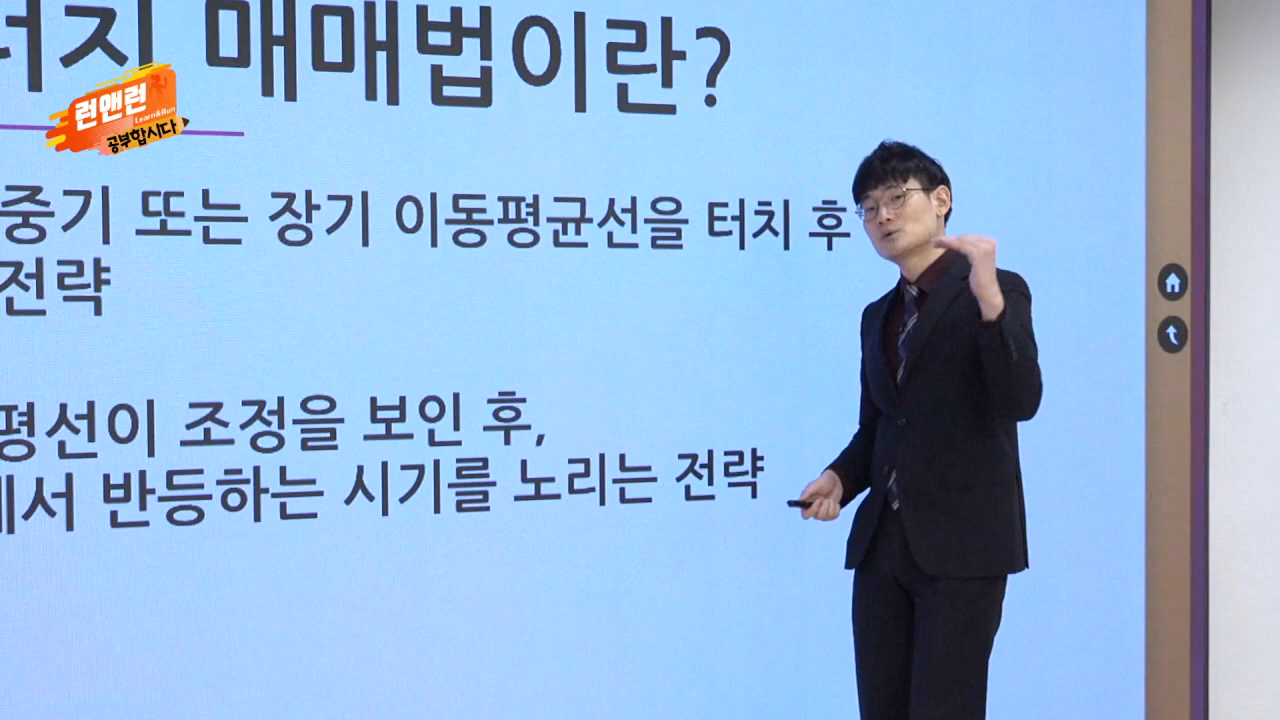 매매법이란?
런앤런
Learn&Run
공부합시다
중기 또는 장기 이동평균선을 터치 후
전략
평선이 조정을 보인 후,
에서 반등하는 시기를 노리는 전략